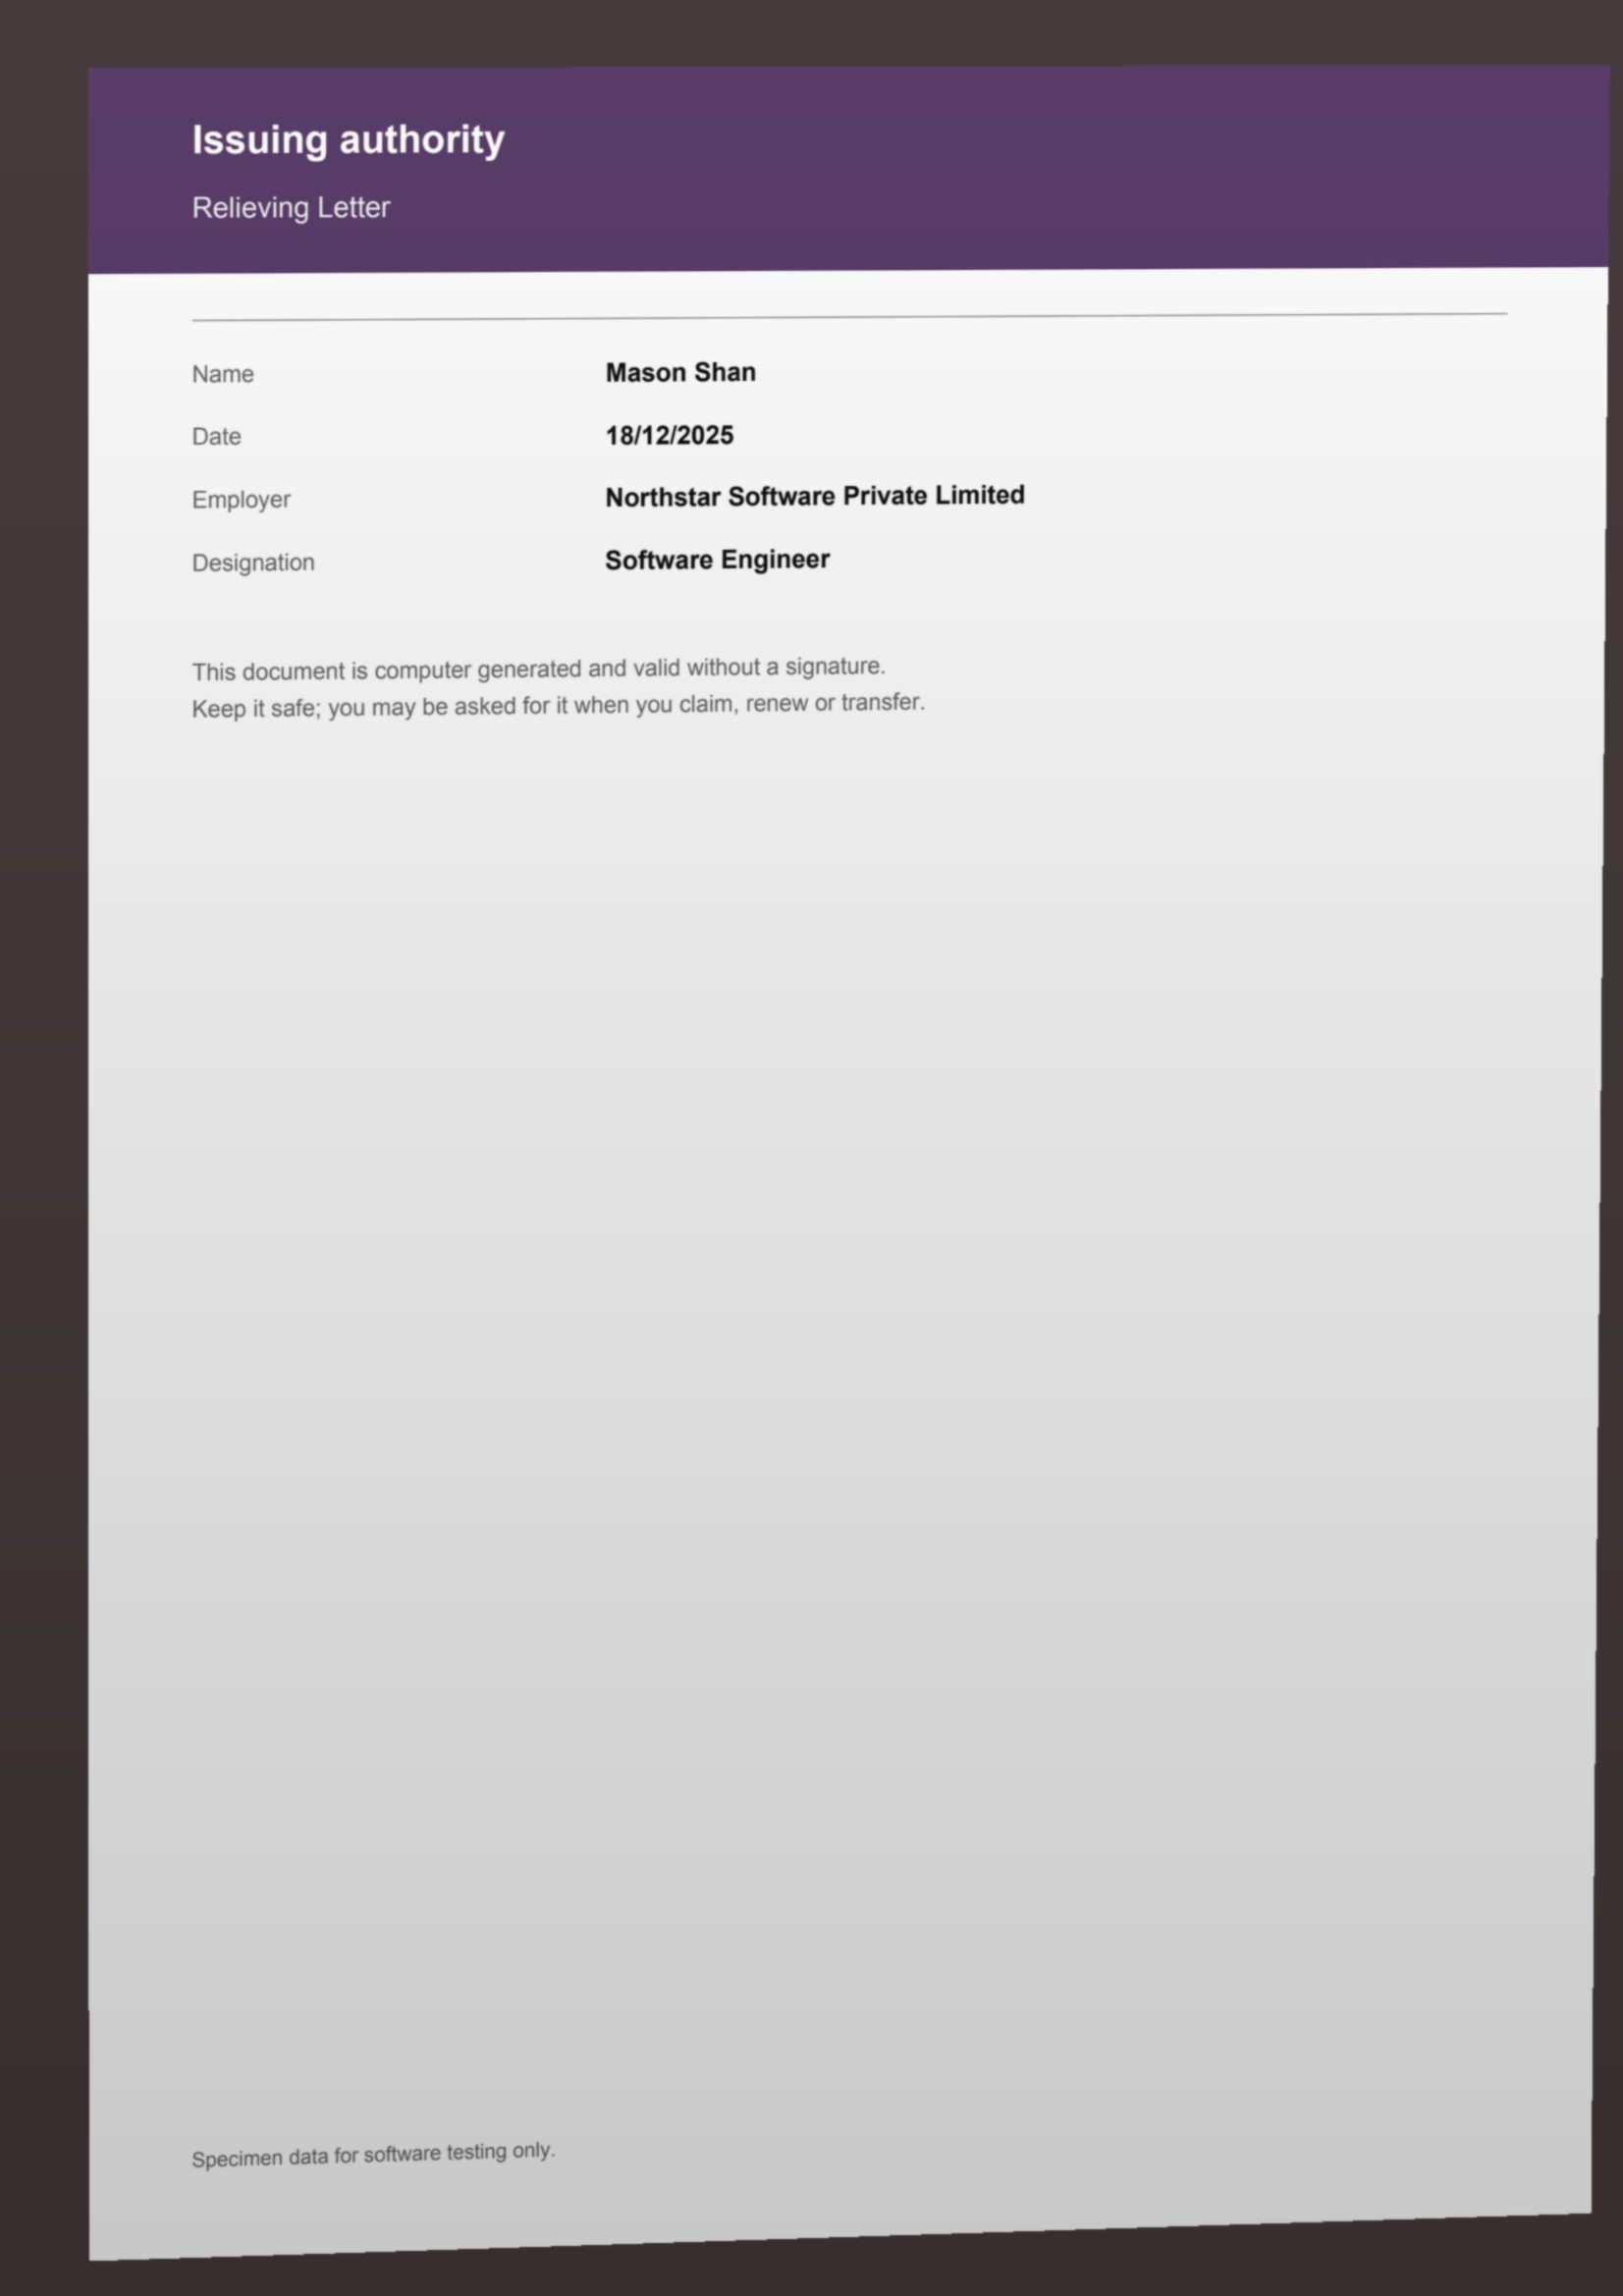 Issuing authority
Relieving Letter
Name Mason Shan
Date 18/12/2025
Employer Northstar Software Private Limited
Designation Software Engineer
This document is computer generated and valid without a signature.
Keep it safe; you may be asked for it when you claim, renew or transfer.
Specimen data for software testing only.